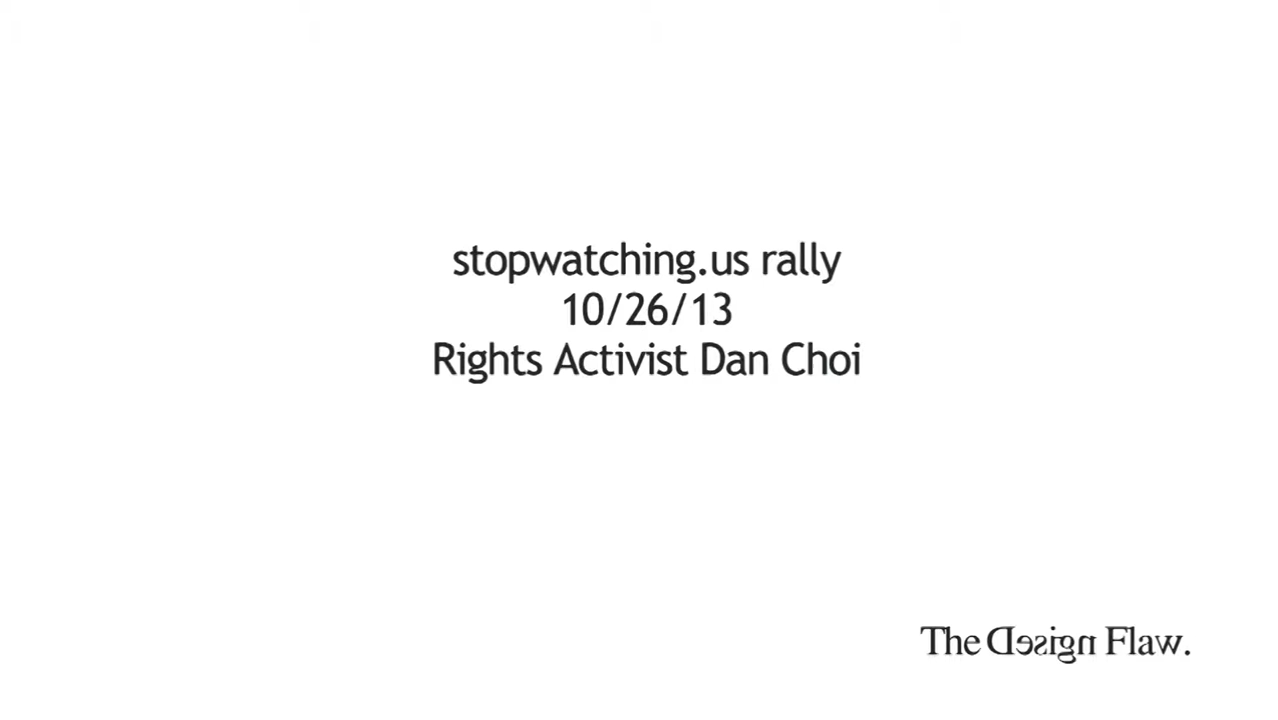 stopwatching.us rally
10/26/13
Rights Activist Dan Choi
The Design Flaw.